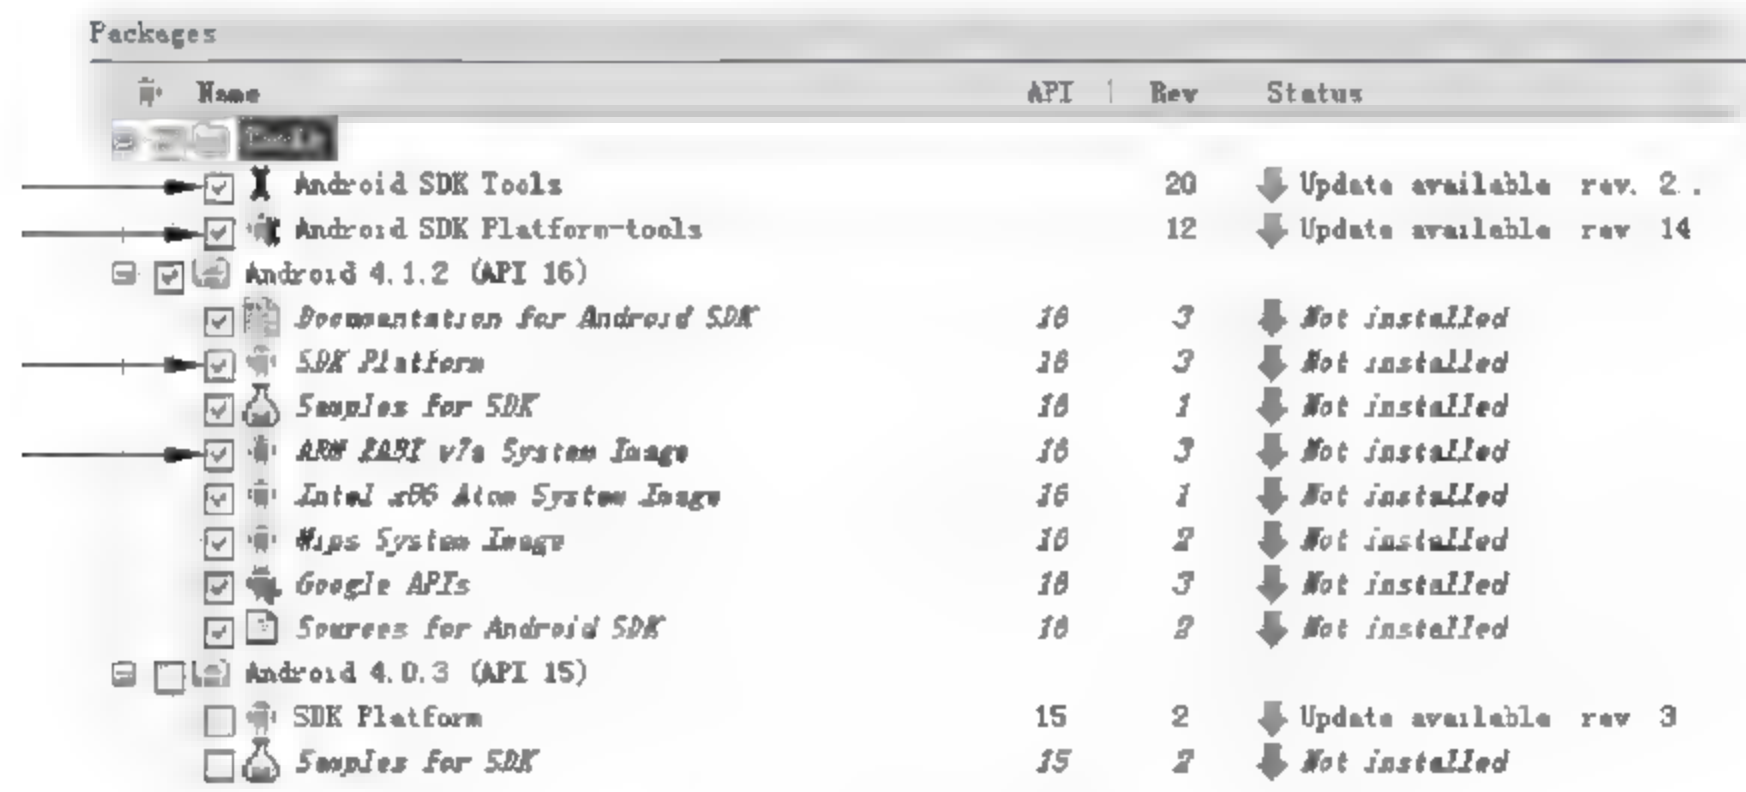 Packages
Name API Rev Status
Tools
Android SDK Tools 20 Update available rev. 2..
Android SDK Platform-tools 12 Update available rev 14
Android 4.1.2 (API 16)
Documentation for Android SDK 16 3 Not installed
SDK Platform 16 3 Not installed
Samples for SDK 16 1 Not installed
ARM EABI v7a System Image 16 3 Not installed
Intel x86 Atom System Image 16 1 Not installed
Mips System Image 16 2 Not installed
Google APIs 16 3 Not installed
Sources for Android SDK 16 2 Not installed
Android 4.0.3 (API 15)
SDK Platform 15 2 Update available rev 3
Samples for SDK 15 2 Not installed